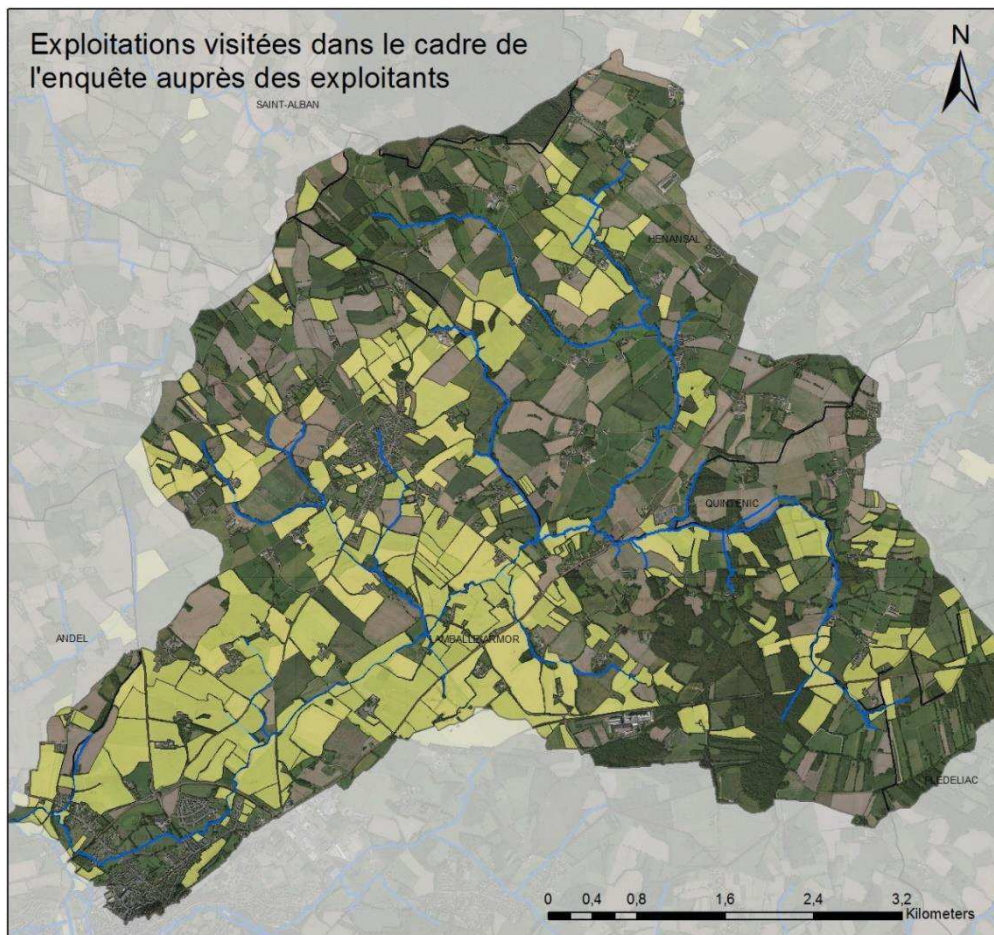 Exploitations visitées dans le cadre de
l'enquête auprès des exploitants
SAINT-ALBAN
N
HENANSAL
QUINTENIC
ANDEL
LAMBALLE-ARMOR
PLEDELIAC
0 0,4 0,8 1,6 2,4 3,2
Kilometers